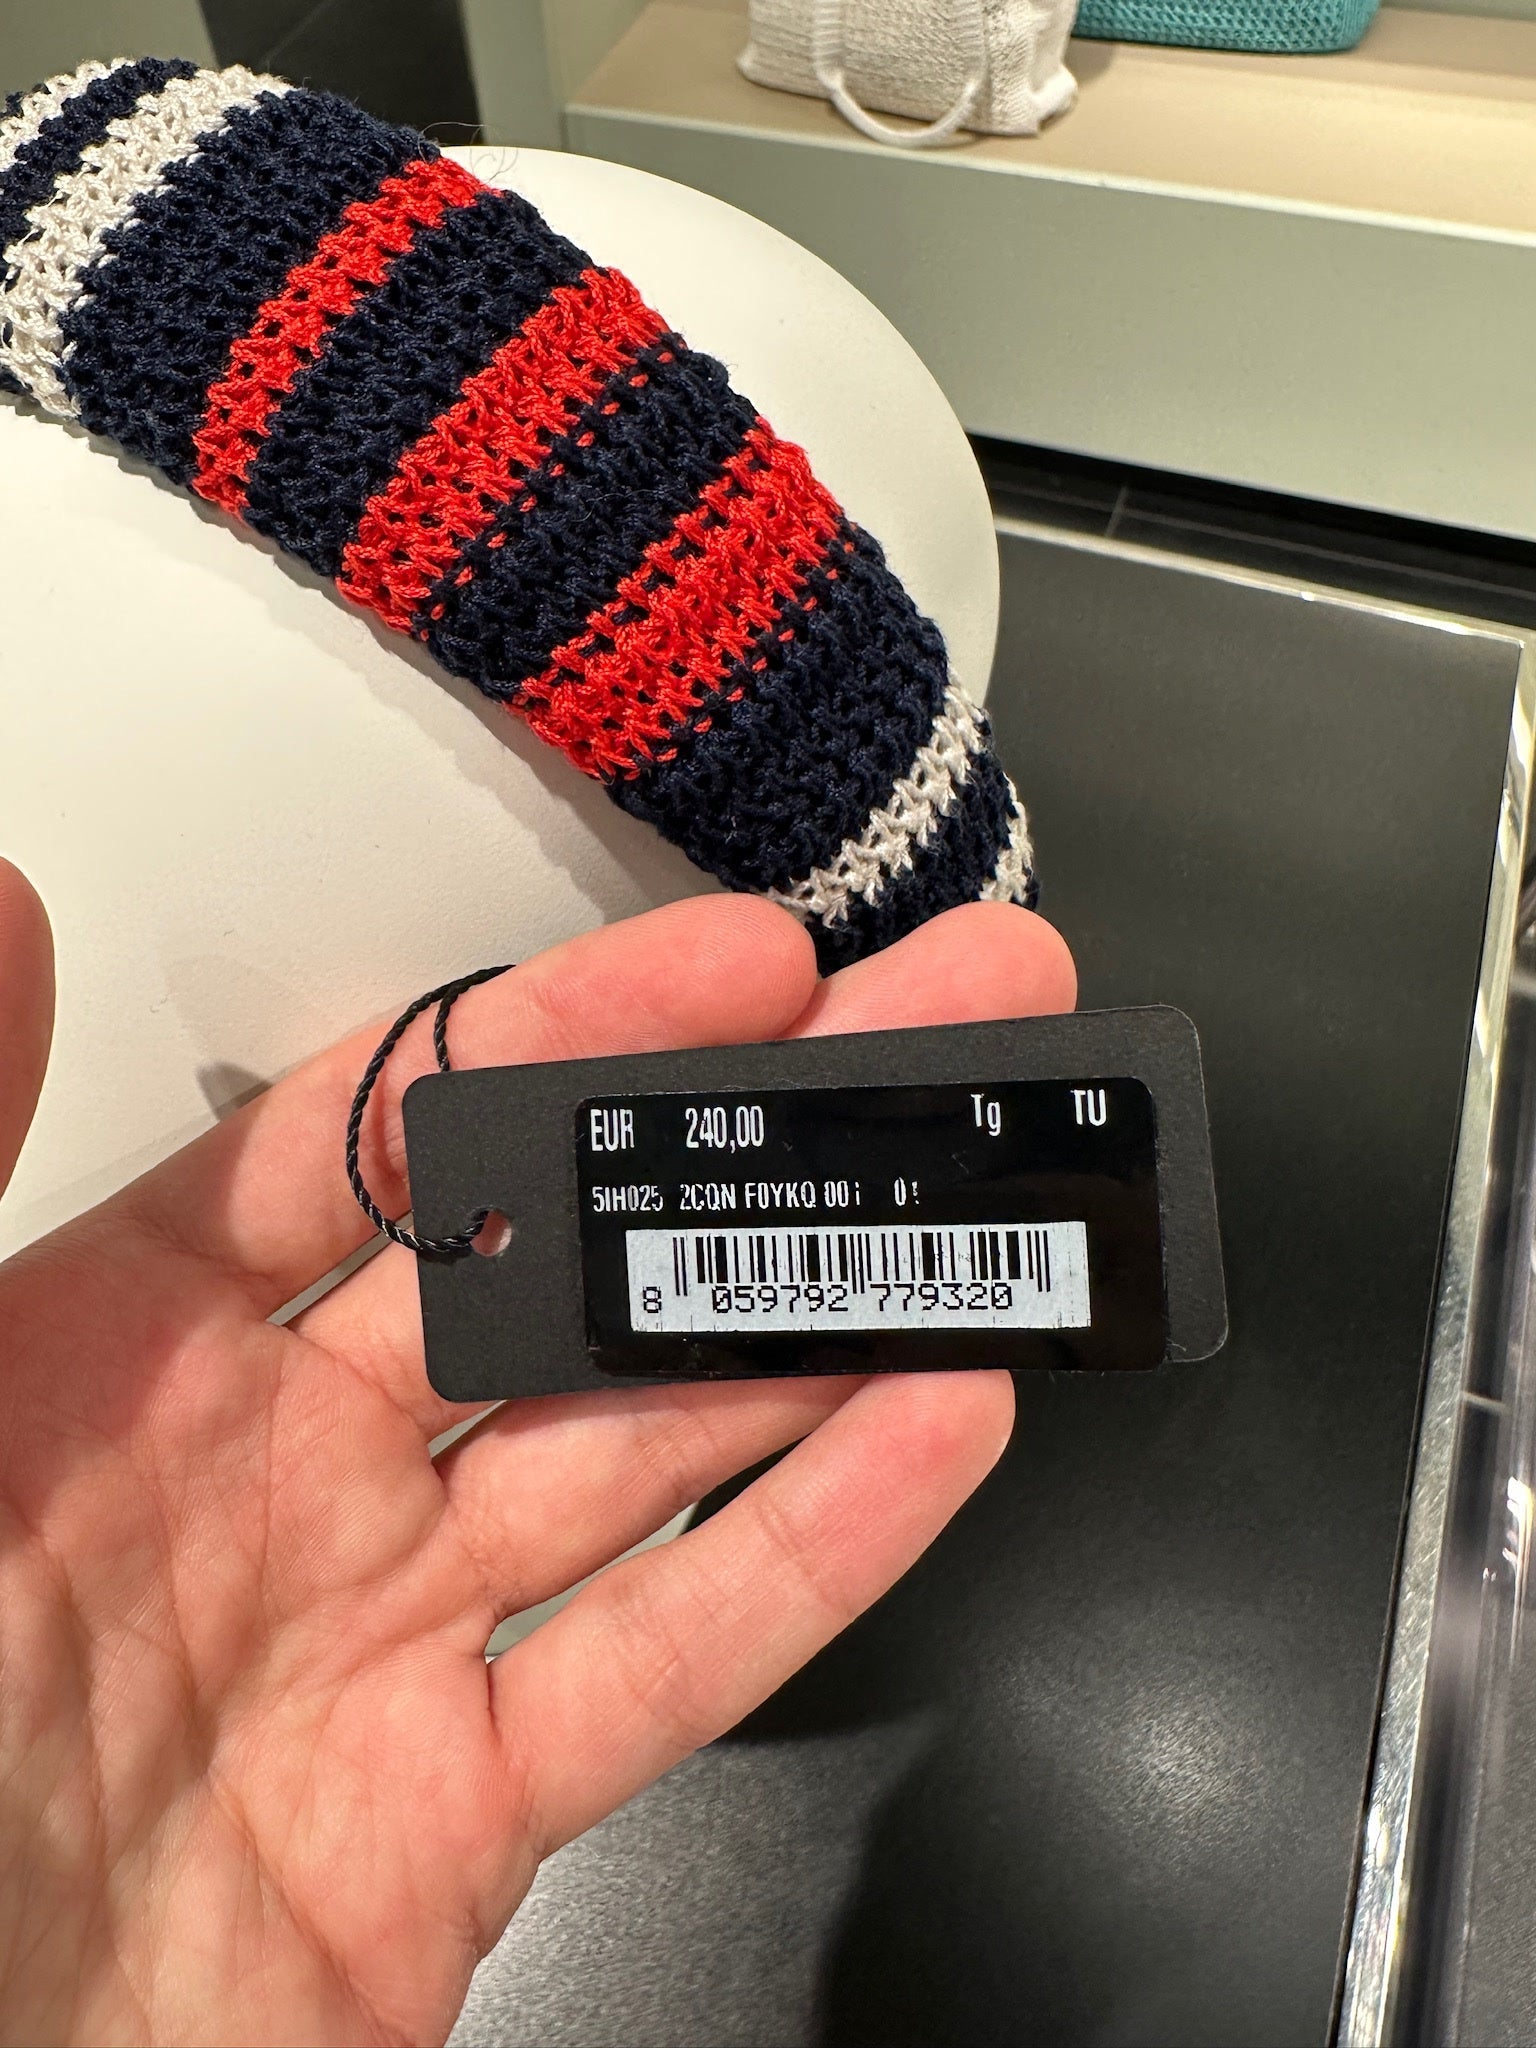 EUR 240,00 Tg TU
5IH025 2CQN F0YKQ
8 059792 779320